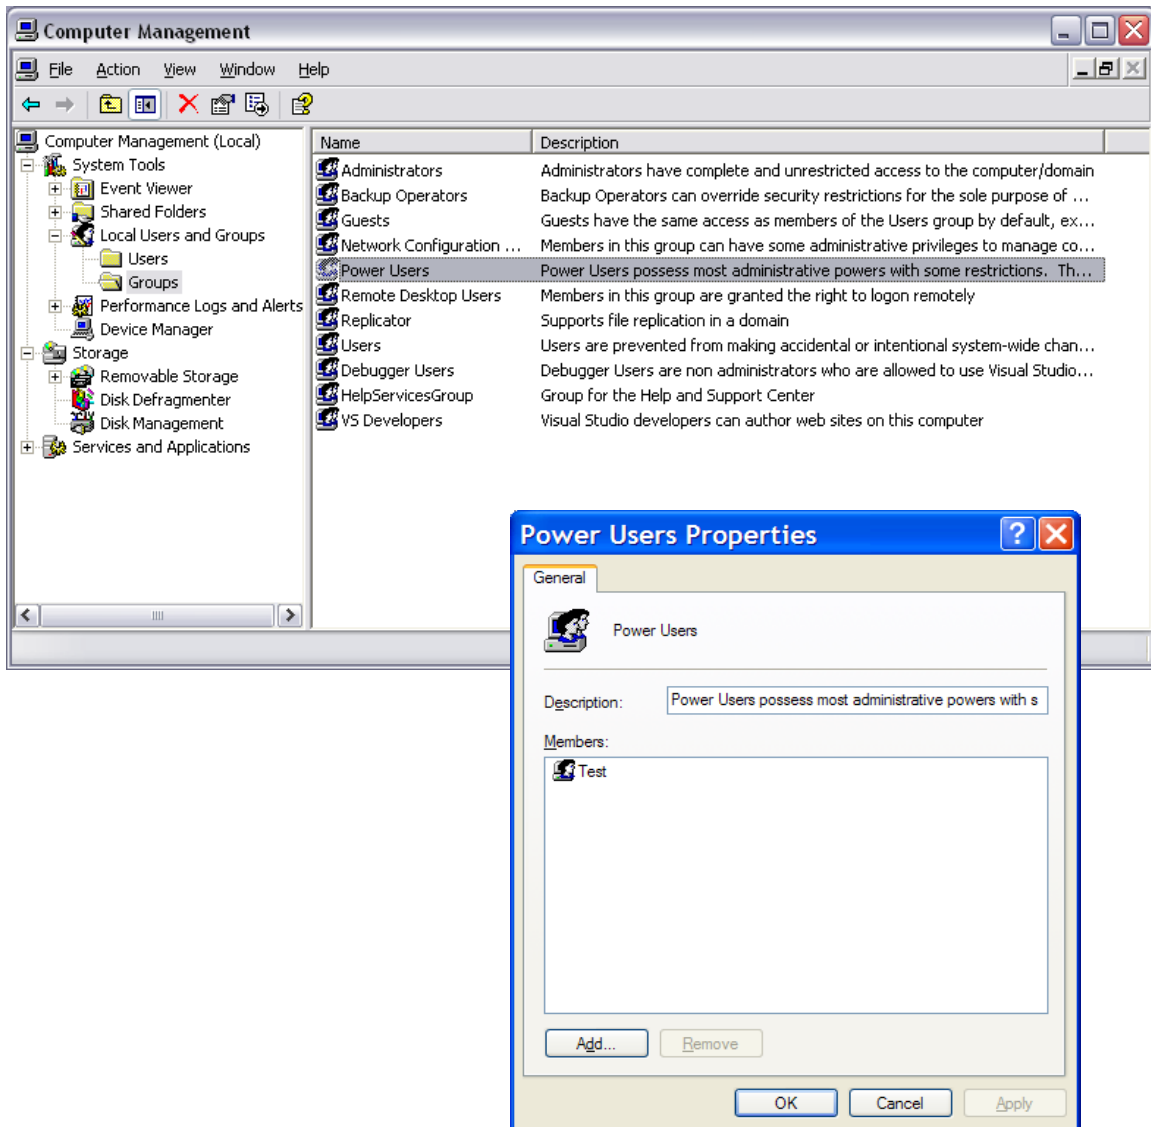 Computer Management
File Action View Window Help
Computer Management (Local)
System Tools
Event Viewer
Shared Folders
Local Users and Groups
Users
Groups
Performance Logs and Alerts
Device Manager
Storage
Removable Storage
Disk Defragmenter
Disk Management
Services and Applications
Name Description
Administrators Administrators have complete and unrestricted access to the computer/domain
Backup Operators Backup Operators can override security restrictions for the sole purpose of ...
Guests Guests have the same access as members of the Users group by default, ex...
Network Configuration ... Members in this group can have some administrative privileges to manage co...
Power Users Power Users possess most administrative powers with some restrictions. Th...
Remote Desktop Users Members in this group are granted the right to logon remotely
Replicator Supports file replication in a domain
Users Users are prevented from making accidental or intentional system-wide chan...
Debugger Users Debugger Users are non administrators who are allowed to use Visual Studio...
HelpServicesGroup Group for the Help and Support Center
VS Developers Visual Studio developers can author web sites on this computer
Power Users Properties
General
Power Users
Description: Power Users possess most administrative powers with s
Members:
Test
Add... Remove
OK Cancel Apply